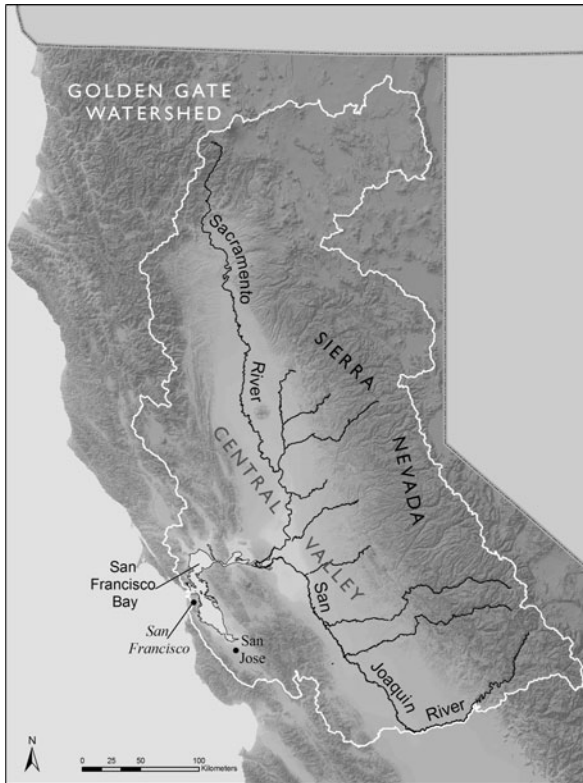 GOLDEN GATE
WATERSHED
Sacramento
River
SIERRA
NEVADA
CENTRAL
VALLEY
San
Francisco
Bay
San
Francisco
San
Jose
San
Joaquin
River
N
0 25 50 100
Kilometers